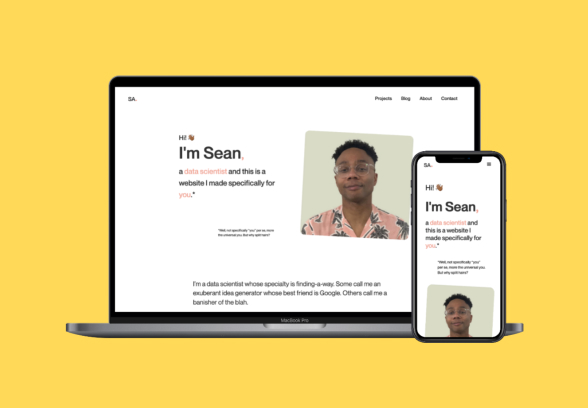 SA.
Projects Blog About Contact
Hi! 👋🏽
I'm Sean,
a data scientist and this is a
website I made specifically for
you.*
*Well, not specifically "you" per se, more
the universal you. But why split hairs?
I'm a data scientist whose specialty is finding-a-way. Some call me an
exuberant idea generator whose best friend is Google. Others call me a
banisher of the blah.
MacBook Pro
SA.
Hi! 👋🏽
I'm Sean,
a data scientist and
this is a website I
made specifically for
you.*
*Well, not specifically "you"
per se, more the universal you.
But why split hairs?